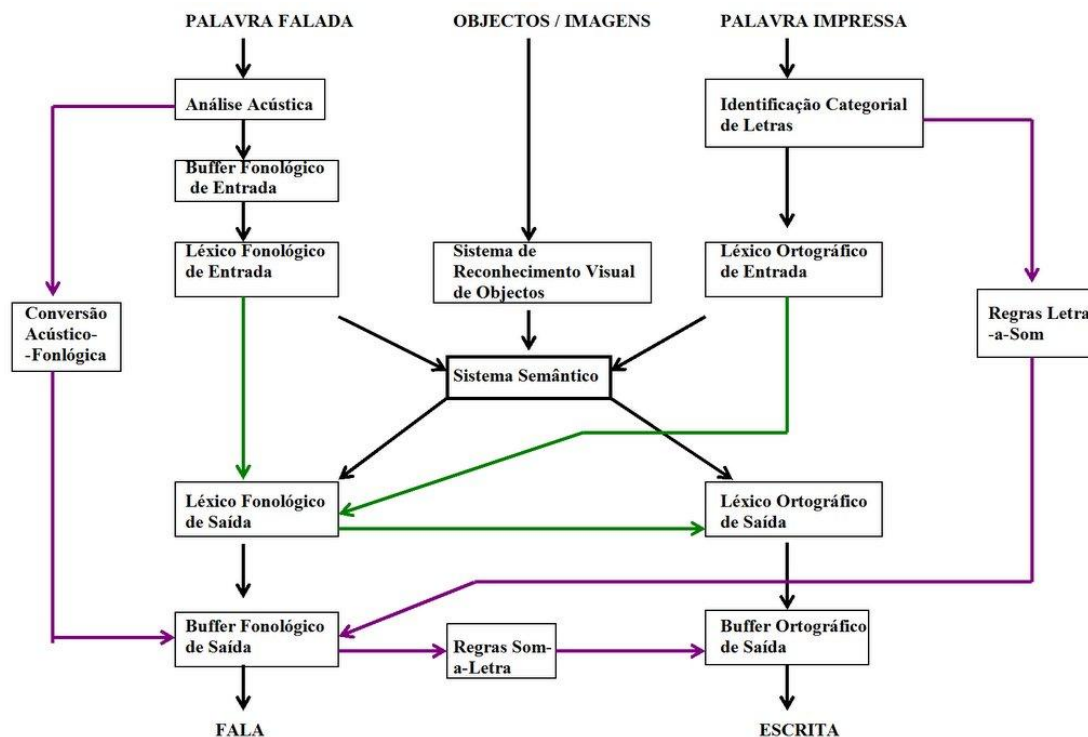 PALAVRA FALADA
OBJECTOS / IMAGENS
PALAVRA IMPRESSA
Análise Acústica
Identificação Categorial
de Letras
Buffer Fonológico
de Entrada
Léxico Fonológico
de Entrada
Sistema de
Reconhecimento Visual
de Objectos
Léxico Ortográfico
de Entrada
Conversão
Acústico-
-Fonlógica
Regras Letra
-a-Som
Sistema Semântico
Léxico Fonológico
de Saída
Léxico Ortográfico
de Saída
Buffer Fonológico
de Saída
Regras Som-
-a-Letra
Buffer Ortográfico
de Saída
FALA
ESCRITA